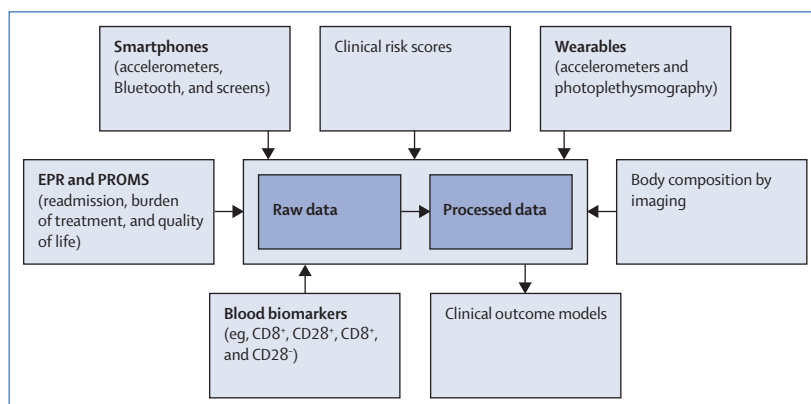 Smartphones
(accelerometers,
Bluetooth, and screens)
Clinical risk scores
Wearables
(accelerometers and
photoplethysmography)
EPR and PROMS
(readmission, burden
of treatment, and quality
of life)
Raw data
Processed data
Body composition by
imaging
Blood biomarkers
(eg, CD8⁺, CD28⁺, CD8⁺,
and CD28⁻)
Clinical outcome models